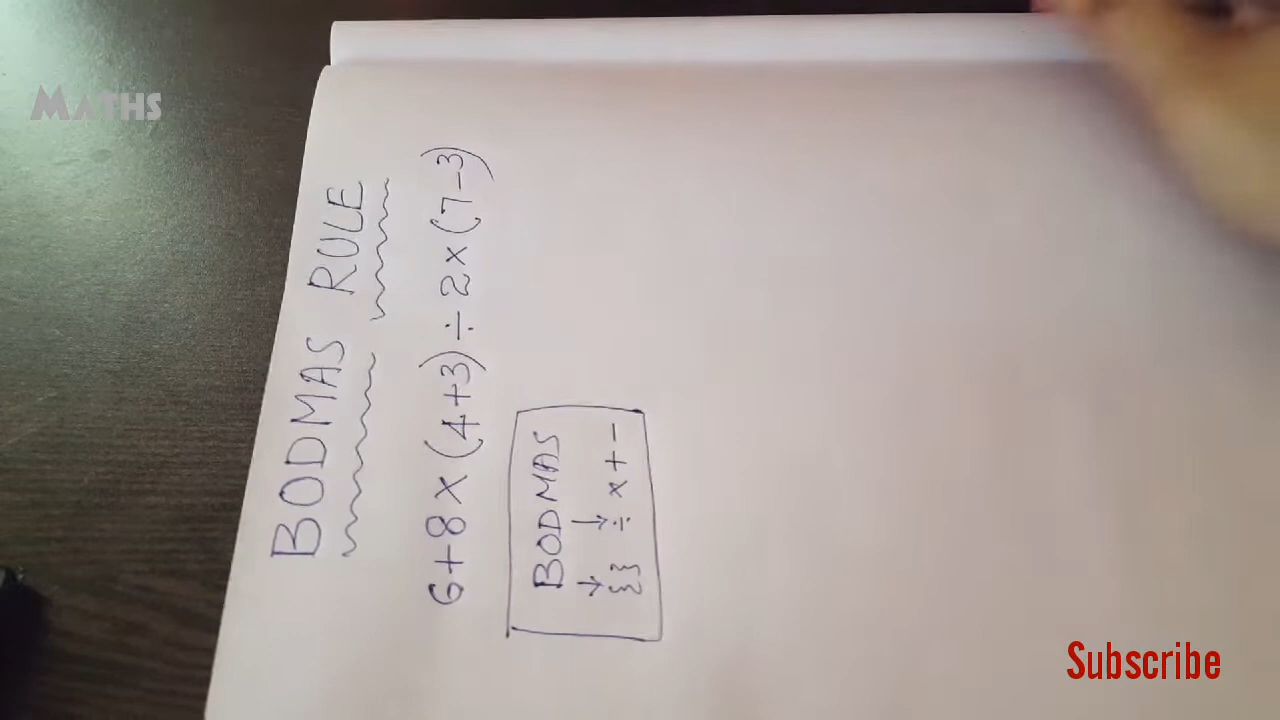 MATHS
BODMAS RULE
6+8×(4+3)÷2×(7-3)
BODMAS
↓ ↓
{} ÷ × + -
Subscribe